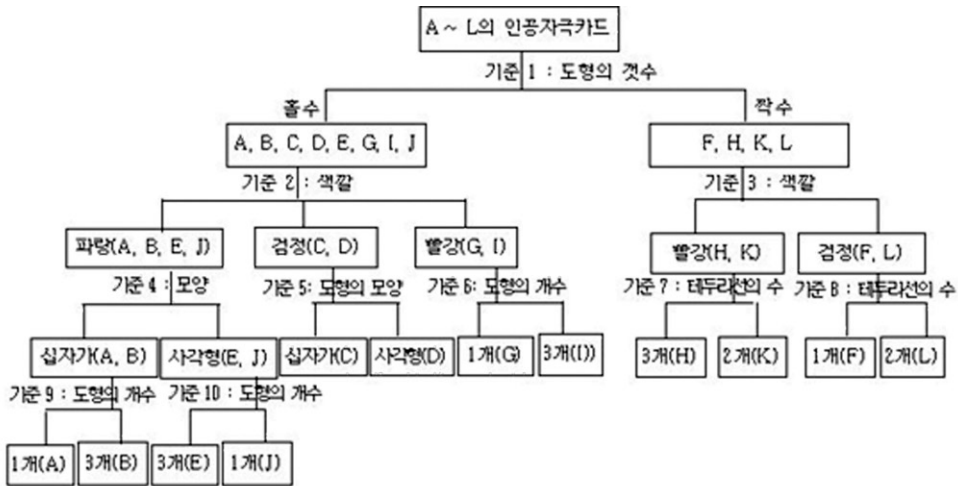 A ~ L의 인공자극카드
기준 1 : 도형의 갯수
홀수
짝수
A, B, C, D, E, G, I, J
F, H, K, L
기준 2 : 색깔
기준 3 : 색깔
파랑(A, B, E, J)
검정(C, D)
빨강(G, I)
빨강(H, K)
검정(F, L)
기준 4 : 모양
기준 5: 도형의 모양
기준 6: 도형의 개수
기준 7 : 테두리선의 수
기준 8 : 테두리선의 수
십자가(A, B)
사각형(E, J)
십자가(C)
사각형(D)
1개(G)
3개(I))
3개(H)
2개(K)
1개(F)
2개(L)
기준 9 : 도형의 개수
기준 10 : 도형의 개수
1개(A)
3개(B)
3개(E)
1개(J)